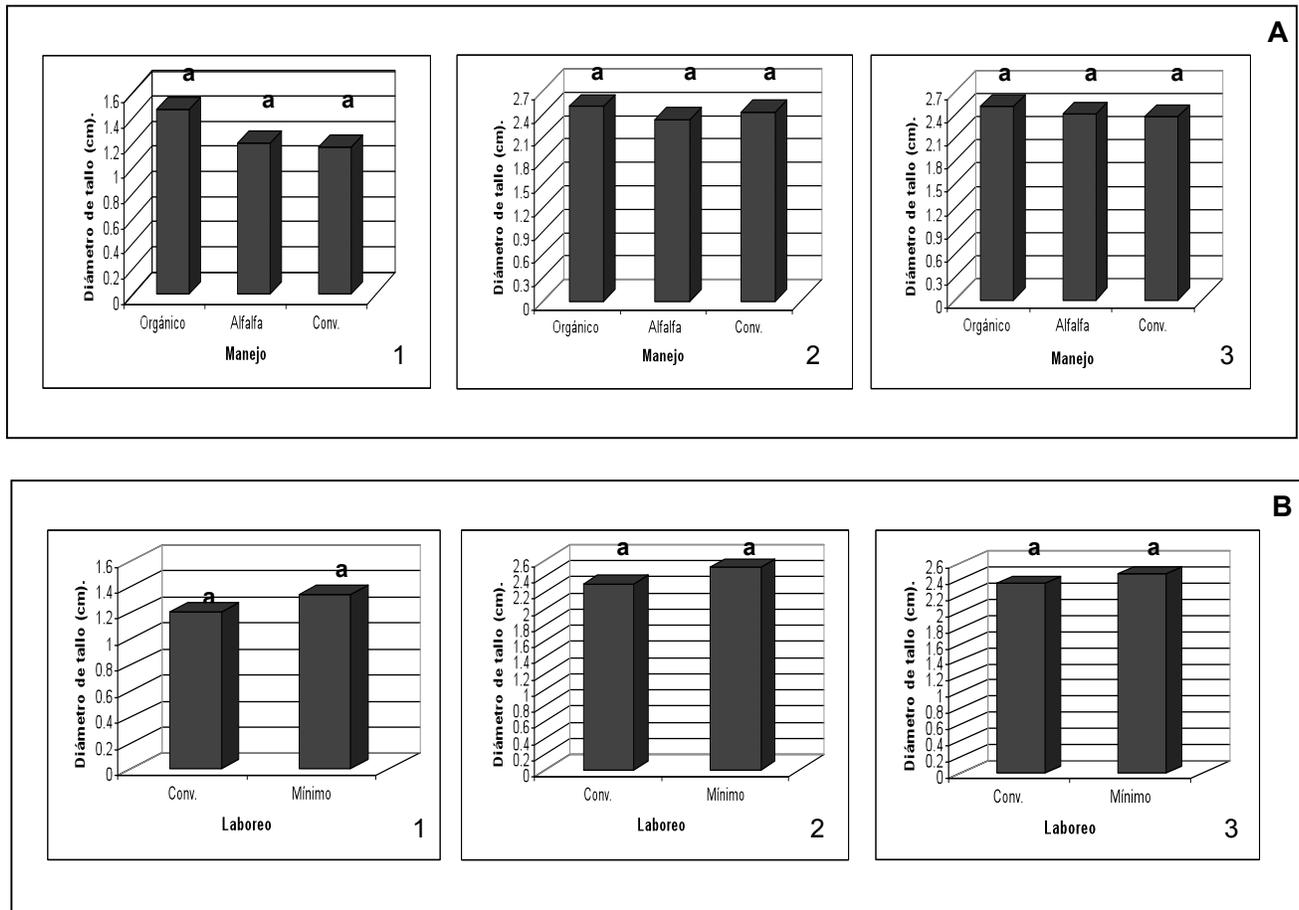 A
a a a
Diámetro de tallo (cm).
1.6
1.4
1.2
1
0.8
0.6
0.4
0.2
0
Orgánico Alfalfa Conv.
Manejo
1
a a a
Diámetro de tallo (cm).
2.7
2.4
2.1
1.8
1.5
1.2
0.9
0.6
0.3
0
Orgánico Alfalfa Conv.
Manejo
2
a a a
Diámetro de tallo (cm).
2.7
2.4
2.1
1.8
1.5
1.2
0.9
0.6
0.3
0
Orgánico Alfalfa Conv.
Manejo
3
B
a a
Diámetro de tallo (cm).
1.6
1.4
1.2
1
0.8
0.6
0.4
0.2
0
Conv. Mínimo
Laboreo
1
a a
Diámetro de tallo (cm).
2.6
2.4
2.2
2
1.8
1.6
1.4
1.2
1
0.8
0.6
0.4
0.2
0
Conv. Mínimo
Laboreo
2
a a
Diámetro de tallo (cm).
2.6
2.4
2.2
2
1.8
1.6
1.4
1.2
1
0.8
0.6
0.4
0.2
0
Conv. Mínimo
Laboreo
3